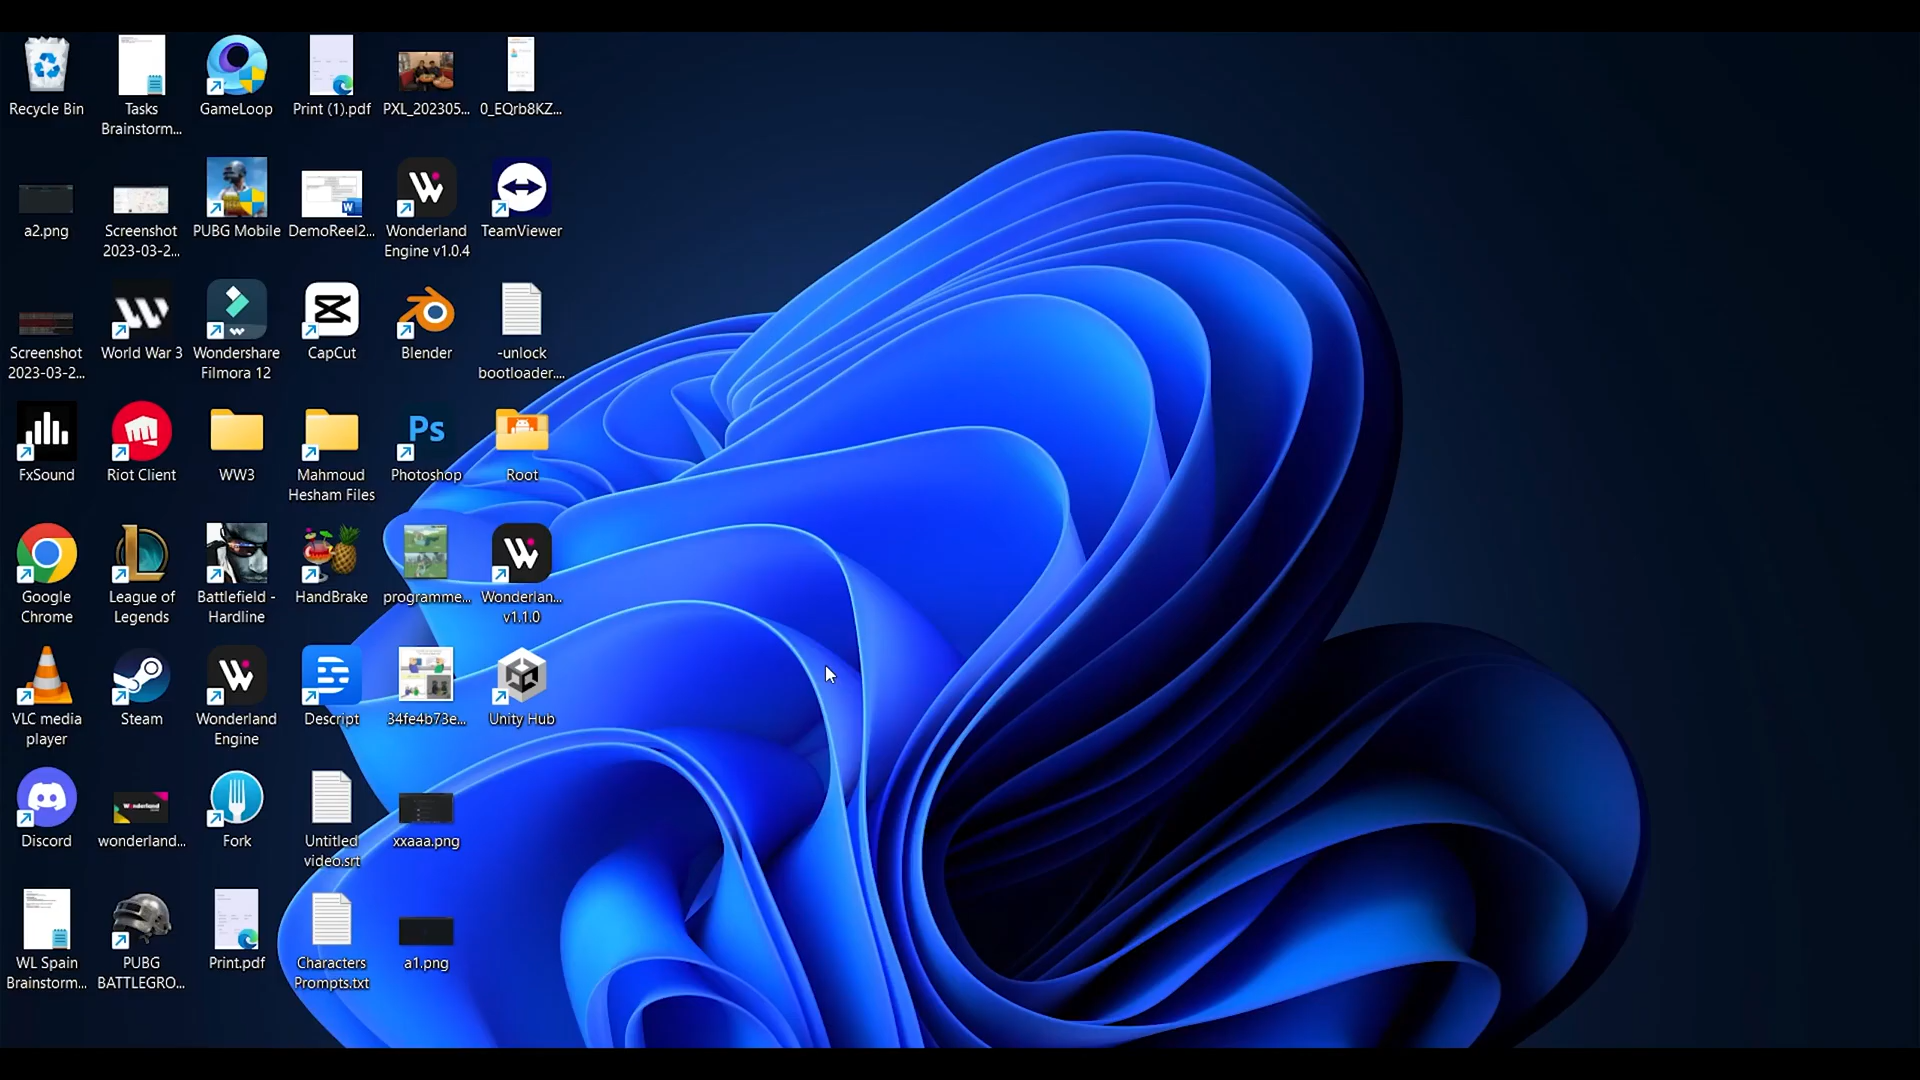 Recycle Bin
Tasks
Brainstorm...
GameLoop
Print (1).pdf
PXL_202305...
0_EQrb8KZ...
a2.png
Screenshot
2023-03-2...
PUBG Mobile
DemoReel2...
Wonderland
Engine v1.0.4
TeamViewer
Screenshot
2023-03-2...
World War 3
Wondershare
Filmora 12
CapCut
Blender
-unlock
bootloader....
FxSound
Riot Client
WW3
Mahmoud
Hesham Files
Ps
Photoshop
Root
Google
Chrome
League of
Legends
Battlefield -
Hardline
HandBrake
programme...
Wonderlan...
v1.1.0
VLC media
player
Steam
Wonderland
Engine
Descript
34fe4b73e...
Unity Hub
Discord
wonderland...
Fork
Untitled
video.srt
xxaaa.png
WL Spain
Brainstorm...
PUBG
BATTLEGRO...
Print.pdf
Characters
Prompts.txt
a1.png